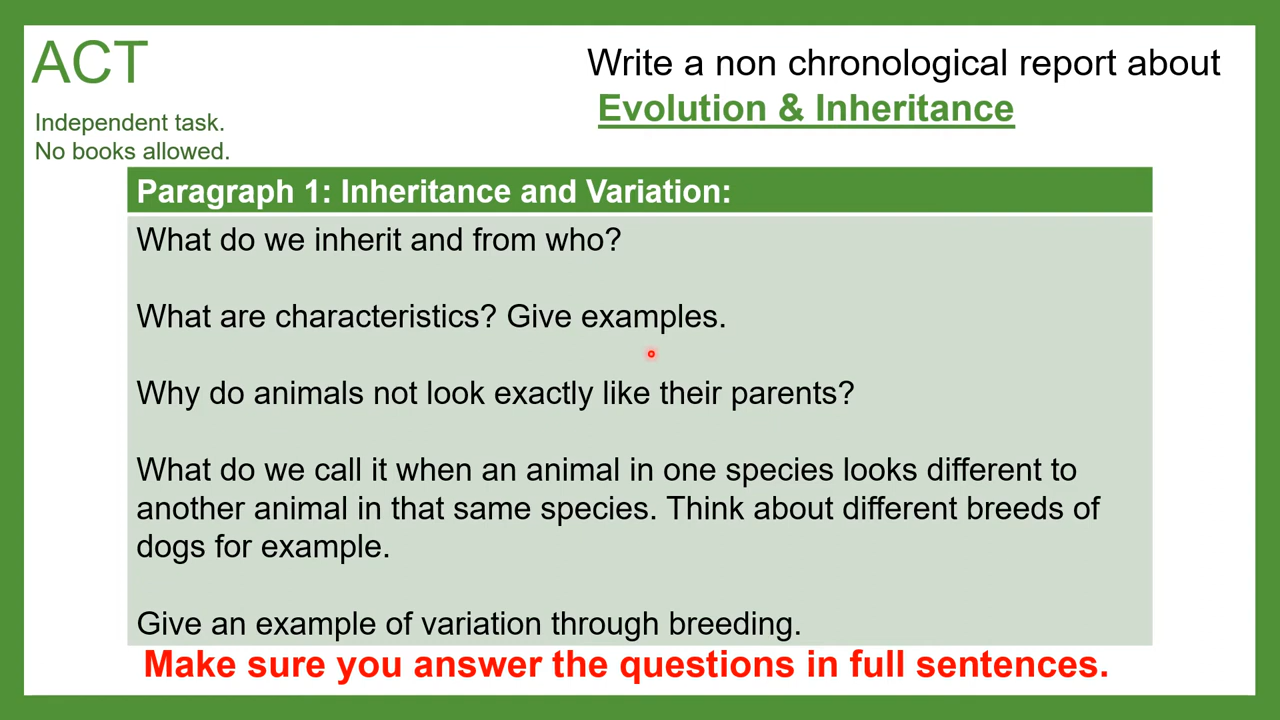 ACT
Write a non chronological report about
Evolution & Inheritance
Independent task.
No books allowed.
Paragraph 1: Inheritance and Variation:
What do we inherit and from who?
What are characteristics? Give examples.
Why do animals not look exactly like their parents?
What do we call it when an animal in one species looks different to
another animal in that same species. Think about different breeds of
dogs for example.
Give an example of variation through breeding.
Make sure you answer the questions in full sentences.